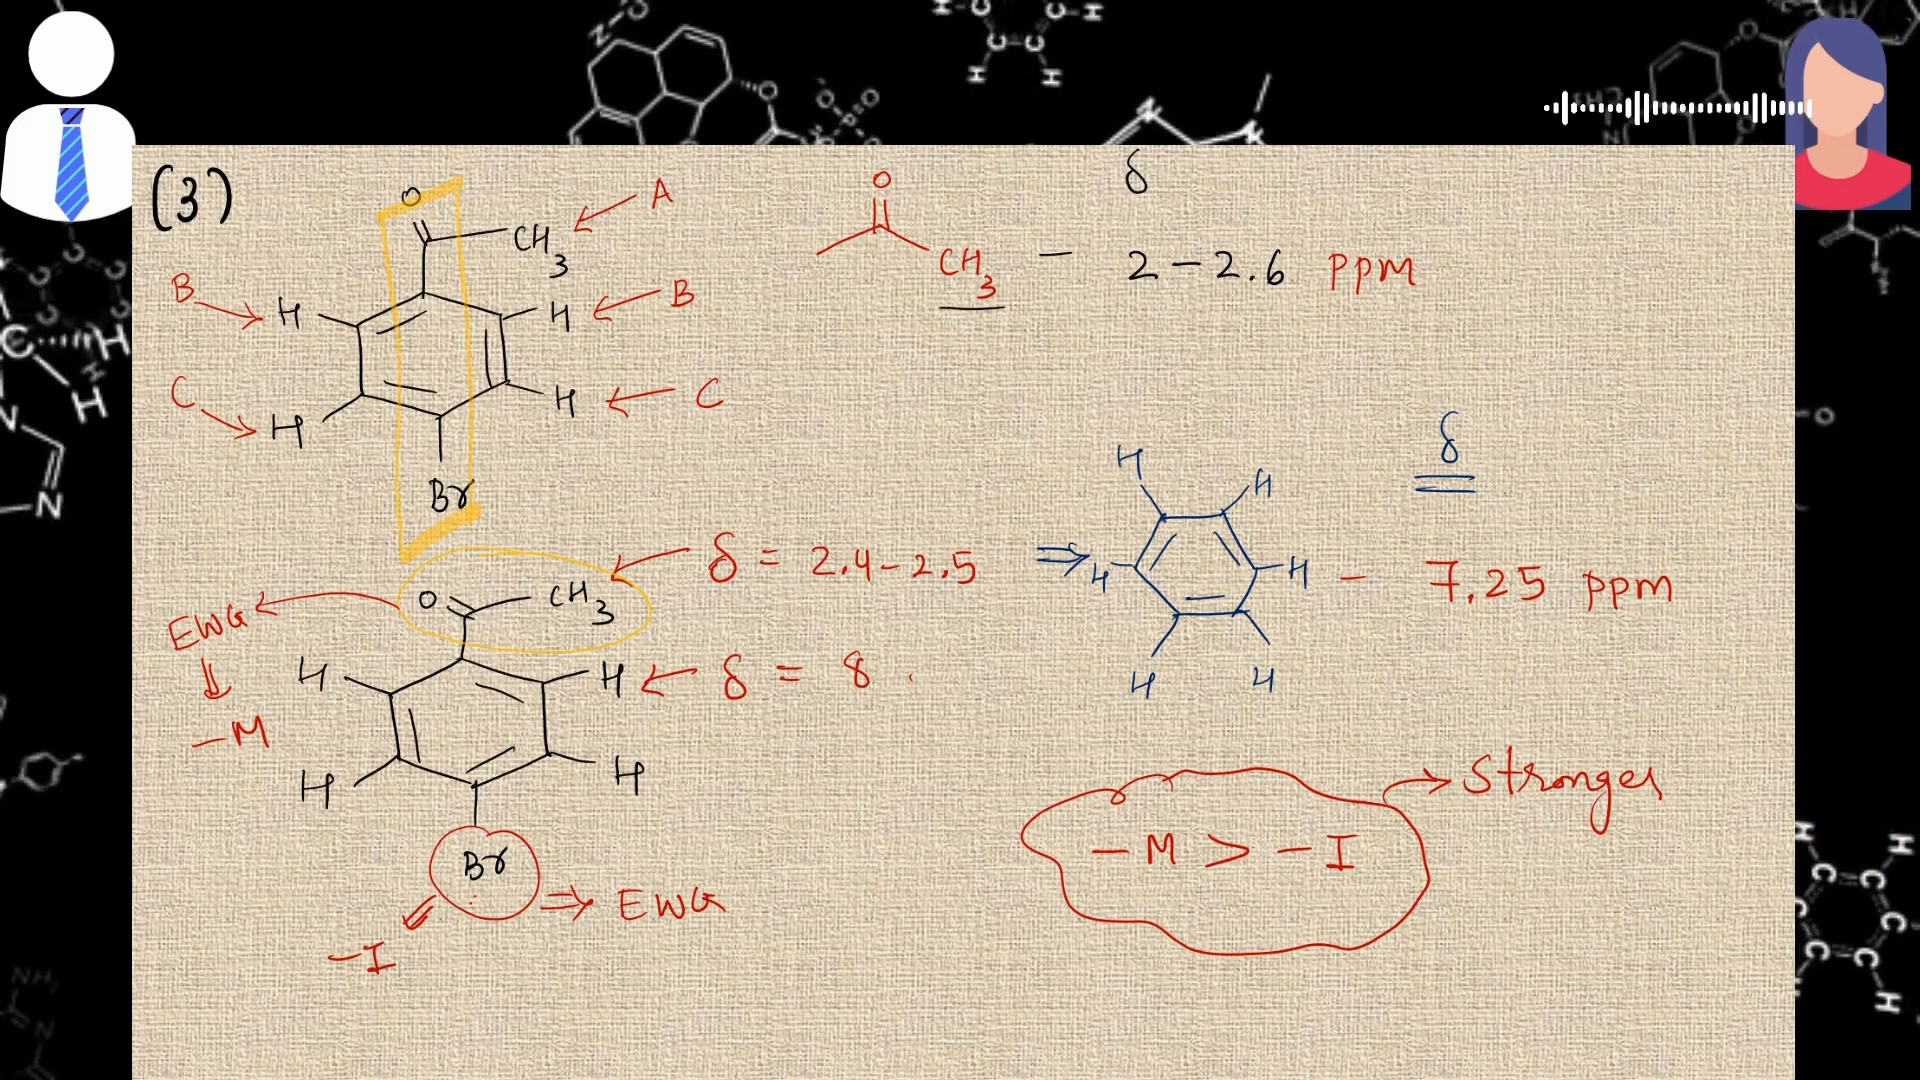 (3)
O
CH3
A
B
H
H
B
C
H
H
C
Br
O
CH3
δ
- 2-2.6 ppm
O
CH3
δ = 2.4-2.5
EWG
-M
H
H
δ = 8
H
H
Br
-I
EWG
δ
H
H
H
H
H
H
- 7.25 ppm
-M > -I
Stronger